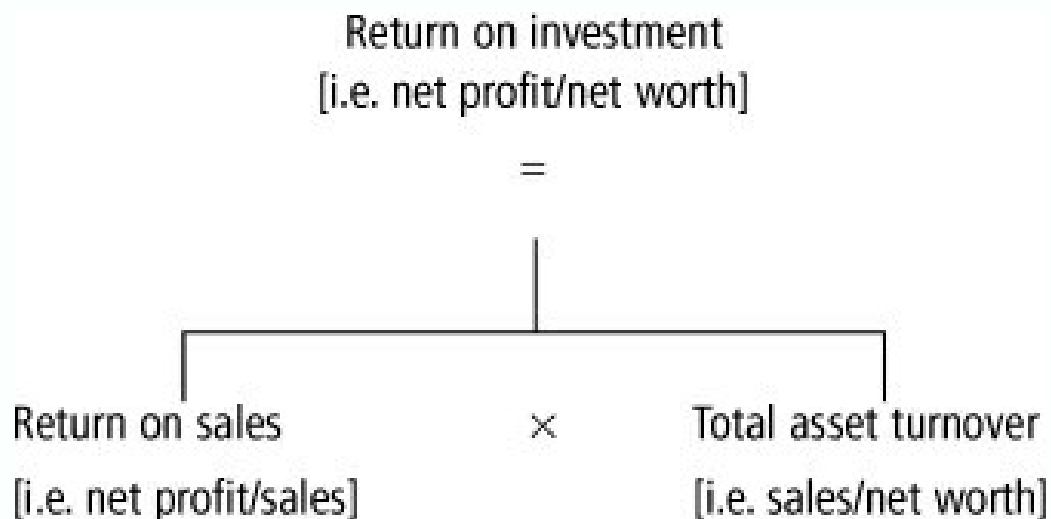 Return on investment
[i.e. net profit/net worth]
=
Return on sales × Total asset turnover
[i.e. net profit/sales] [i.e. sales/net worth]